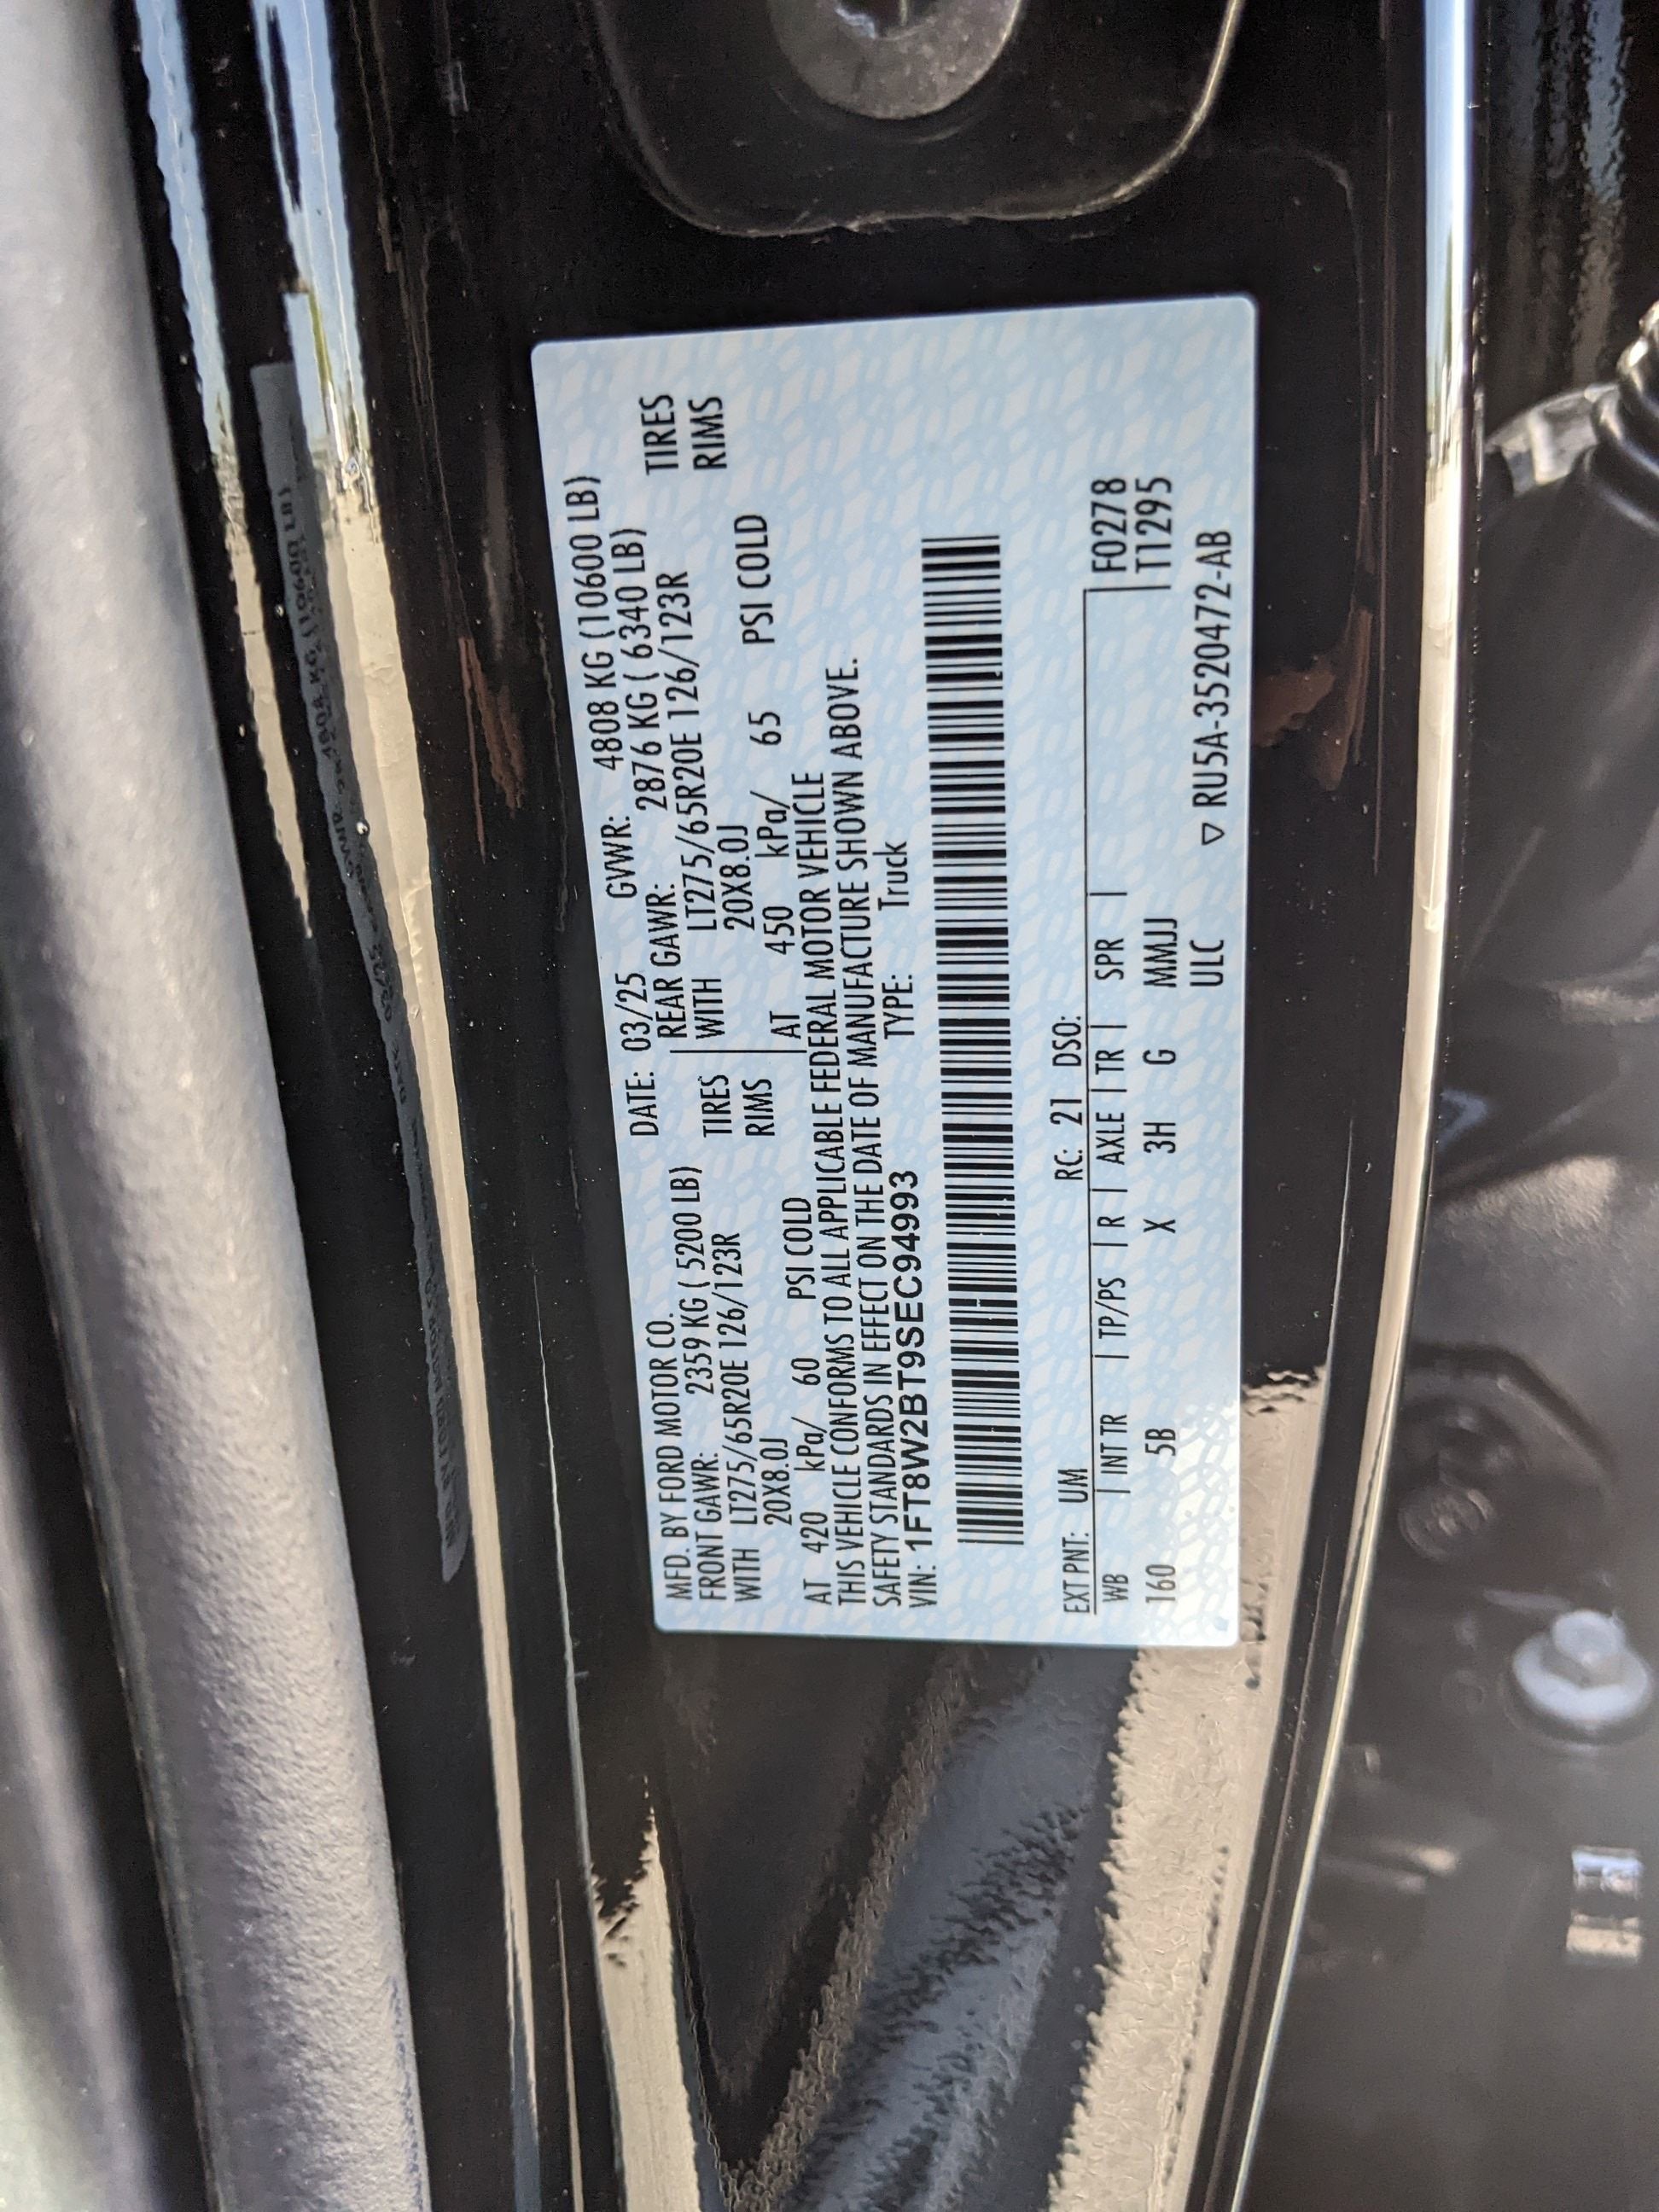 MFD. BY FORD MOTOR CO. DATE: 03/25 GVWR: 4808 KG (10600 LB)
FRONT GAWR: 2359 KG ( 5200 LB) REAR GAWR: 2876 KG ( 6340 LB)
WITH LT275/65R20E 126/123R TIRES WITH LT275/65R20E 126/123R TIRES
20X8.0J RIMS 20X8.0J RIMS
AT 420 kPa/ 60 PSI COLD AT 450 kPa/ 65 PSI COLD
THIS VEHICLE CONFORMS TO ALL APPLICABLE FEDERAL MOTOR VEHICLE
SAFETY STANDARDS IN EFFECT ON THE DATE OF MANUFACTURE SHOWN ABOVE.
VIN: 1FT8W2BT9SEC94993 TYPE: Truck
EXT PNT: UM RC: 21 DSO:
WB | INT TR | TP/PS | R | AXLE | TR | SPR | F0278
160 5B X 3H G MMJJ T1295
ULC ▽ RU5A-3520472-AB